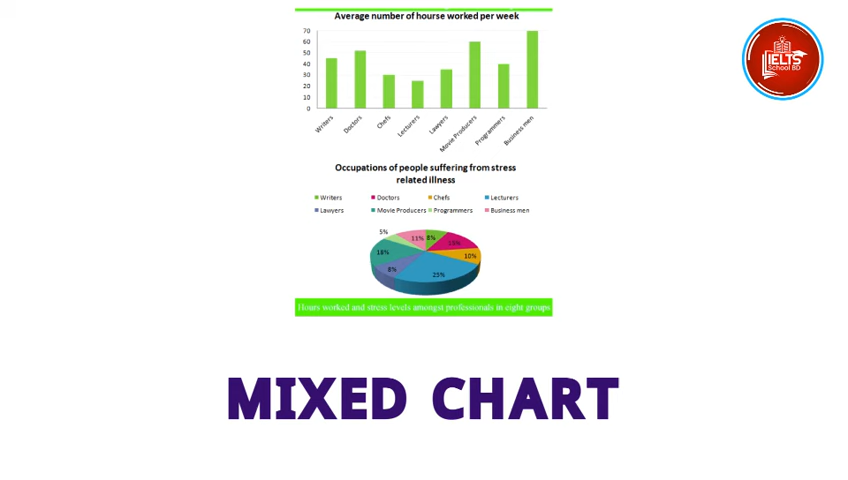 Average number of hourse worked per week
70
60
50
40
30
20
10
0
Writers
Doctors
Chefs
Lecturers
Lawyers
Movie Producers
Programmers
Business men
Occupations of people suffering from stress
related illness
Writers Doctors Chefs Lecturers
Lawyers Movie Producers Programmers Business men
5%
11% 8%
15%
18%
10%
8%
25%
Hours worked and stress levels amongst professionals in eight groups
IELTS
School BD
MIXED CHART